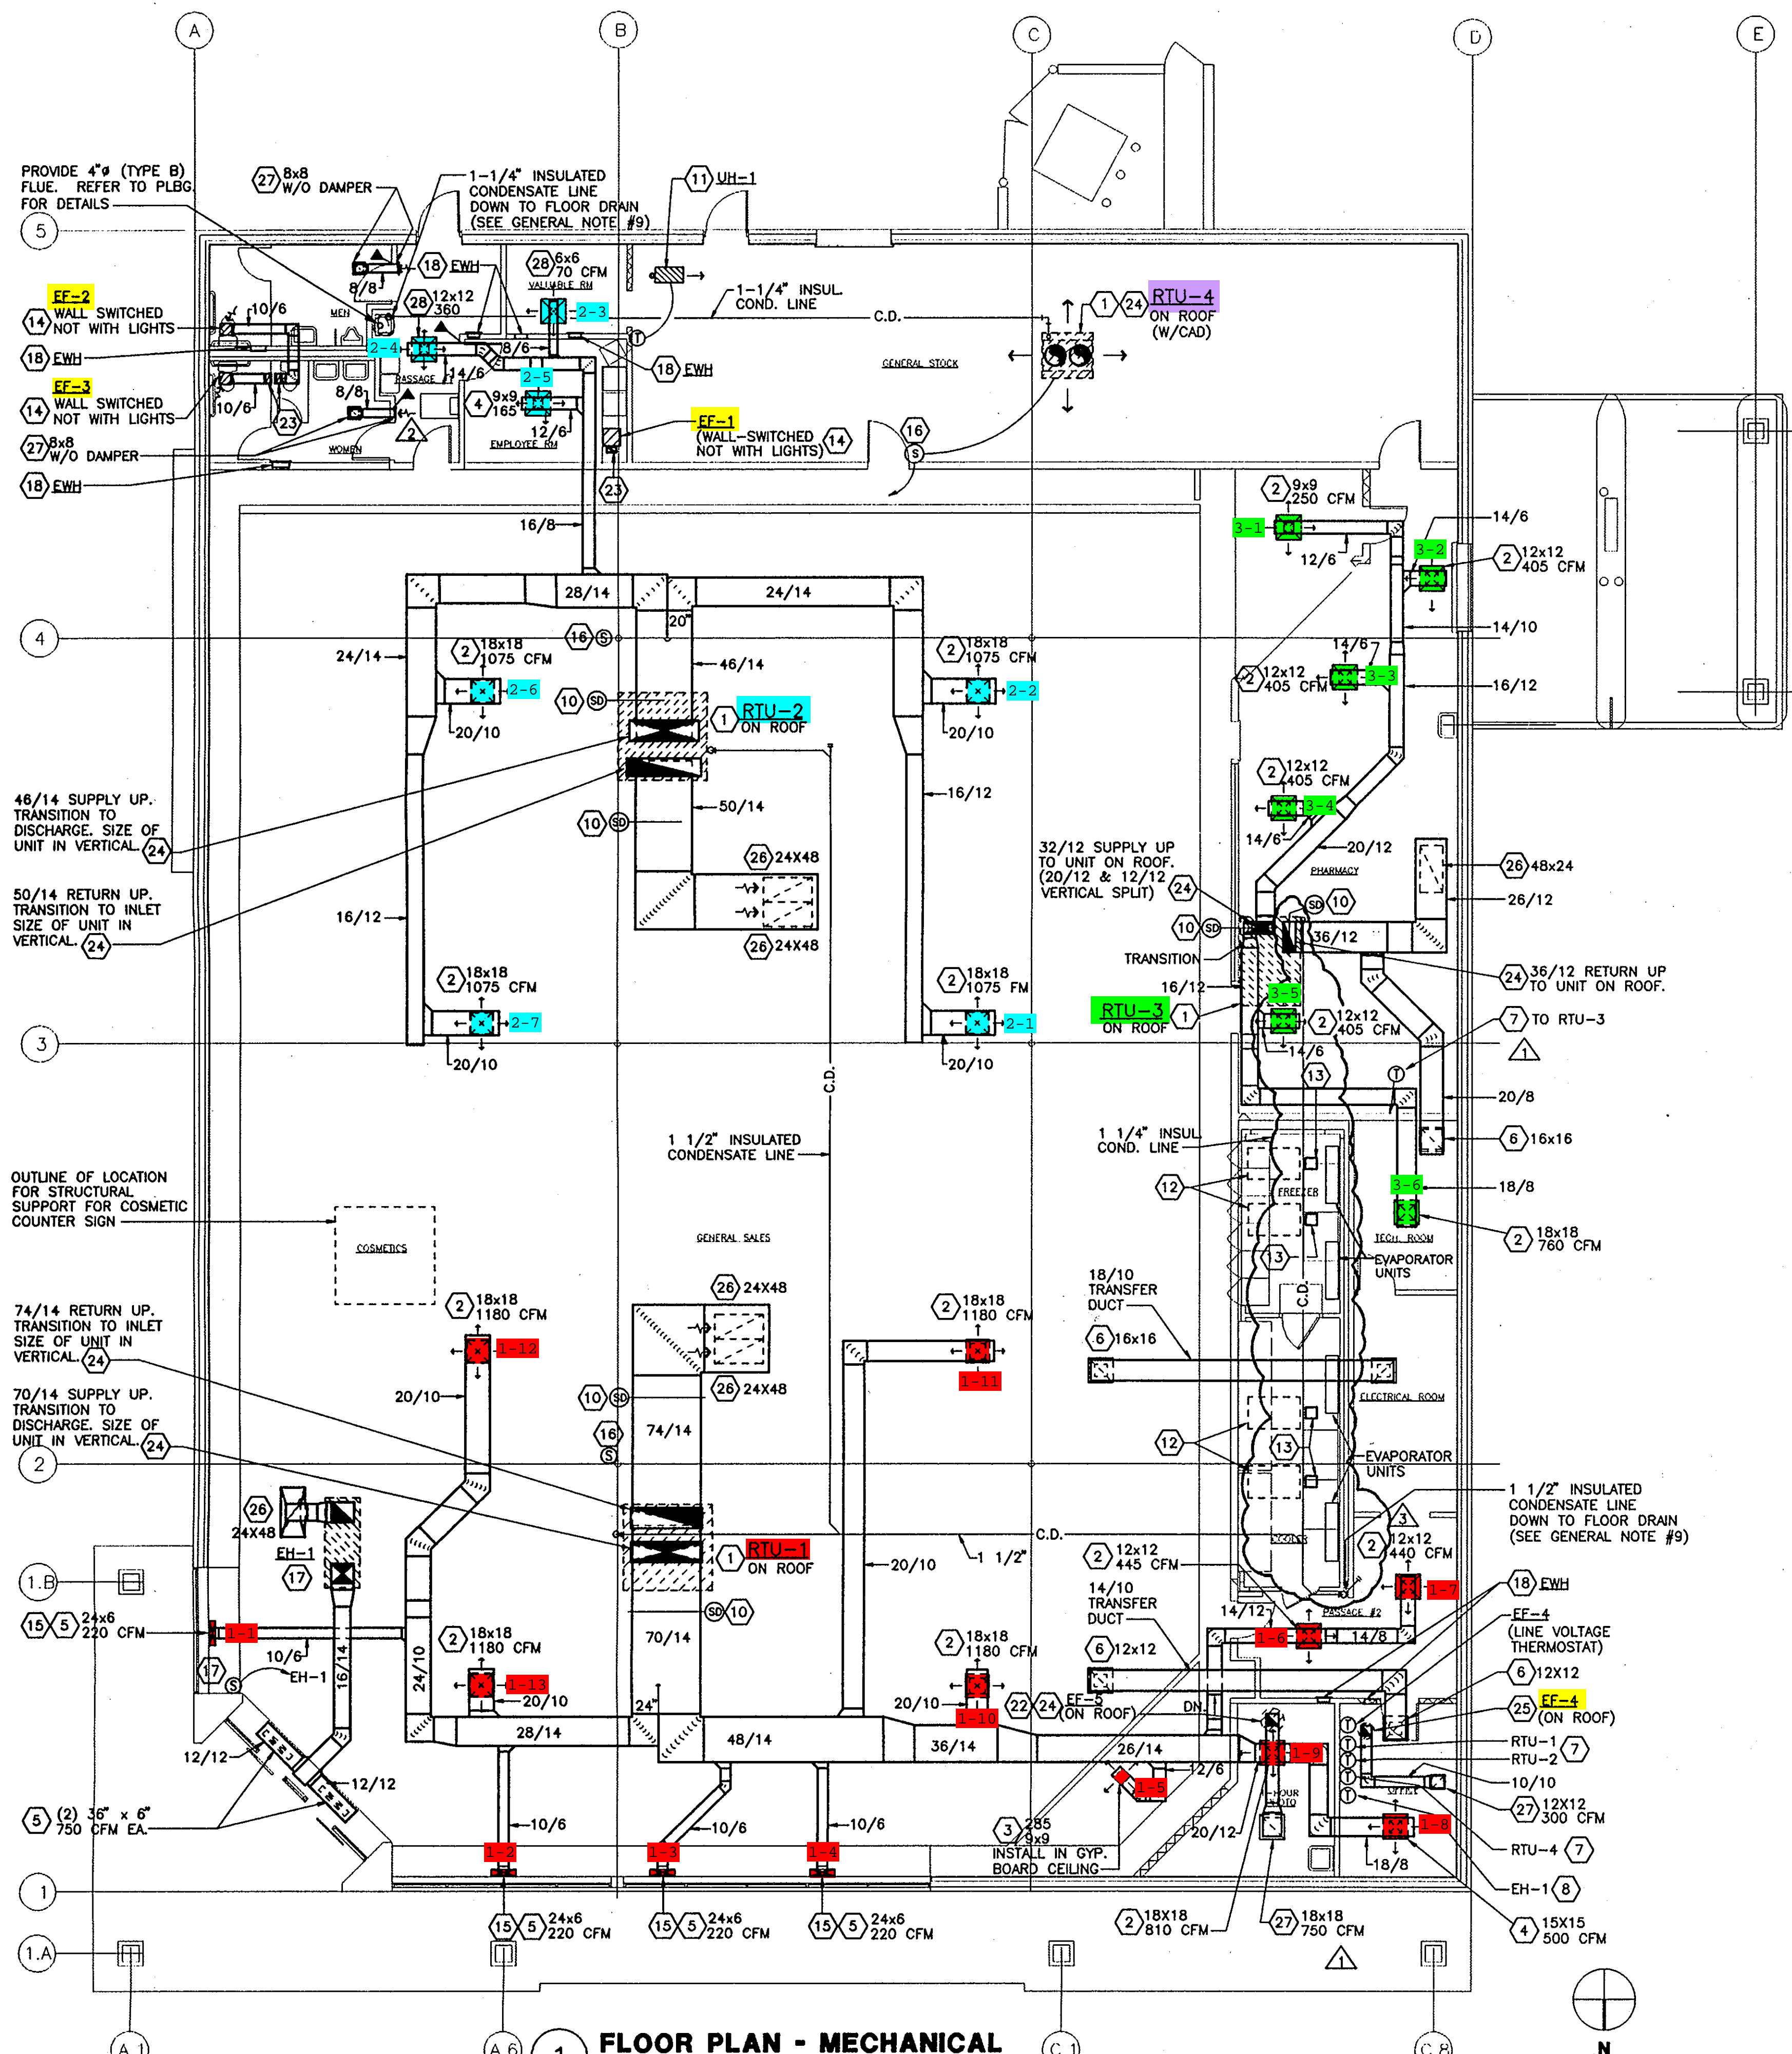 A
B
C
D
E
5
PROVIDE 4"ø (TYPE B)
FLUE. REFER TO PLBG.
FOR DETAILS
27 8x8
W/O DAMPER
1-1/4" INSULATED
CONDENSATE LINE
DOWN TO FLOOR DRAIN
(SEE GENERAL NOTE #9)
11 UH-1
EF-2
WALL SWITCHED
14 NOT WITH LIGHTS
18 EWH
EF-3
WALL SWITCHED
14 NOT WITH LIGHTS
27 8x8
W/O DAMPER
18 EWH
10/6
10/6
8/8
8/8
MEN
WOMEN
23
2
18 EWH
28 12x12
360
28 6x6
70 CFM
VALUABLE RM
2-3
2-4
2-5
8/6
14/6
PASSAGE #1
4 9x9
165
12/6
EMPLOYEE RM
T
18 EWH
EF-1
(WALL-SWITCHED
NOT WITH LIGHTS) 14
23
1-1/4" INSUL.
COND. LINE
C.D.
GENERAL STOCK
1 24 RTU-4
ON ROOF
(W/CAD)
16
S
16/8
28/14
24/14
20"
4
16 S
24/14
2 18x18
1075 CFM
2-6
20/10
46/14
10 SD
1 RTU-2
ON ROOF
2 18x18
1075 CFM
2-2
20/10
50/14
10 SD
16/12
16/12
26 24X48
26 24X48
46/14 SUPPLY UP.
TRANSITION TO
DISCHARGE. SIZE OF
UNIT IN VERTICAL. 24
50/14 RETURN UP.
TRANSITION TO INLET
SIZE OF UNIT IN
VERTICAL. 24
2 18x18
1075 CFM
2-7
20/10
2 18x18
1075 FM
2-1
20/10
3
C.D.
1 1/2" INSULATED
CONDENSATE LINE
2 9x9
250 CFM
3-1
12/6
14/6
3-2
2 12x12
405 CFM
14/10
14/6
2 12x12
405 CFM
3-3
16/12
2 12x12
405 CFM
3-4
14/6
20/12
PHARMACY
26 48x24
26/12
32/12 SUPPLY UP
TO UNIT ON ROOF.
(20/12 & 12/12
VERTICAL SPLIT)
24
SD 10
10 SD
36/12
TRANSITION
16/12
24 36/12 RETURN UP
TO UNIT ON ROOF.
RTU-3
ON ROOF
1
3-5
2 12x12
405 CFM
14/6
7 TO RTU-3
1
13
T
20/8
1 1/4" INSUL.
COND. LINE
6 16x16
12
FREEZER
3-6
18/8
2 18x18
760 CFM
TECH. ROOM
13
EVAPORATOR
UNITS
C.D.
OUTLINE OF LOCATION
FOR STRUCTURAL
SUPPORT FOR COSMETIC
COUNTER SIGN
COSMETICS
GENERAL SALES
18/10
TRANSFER
DUCT
6 16x16
ELECTRICAL ROOM
74/14 RETURN UP.
TRANSITION TO INLET
SIZE OF UNIT IN
VERTICAL. 24
70/14 SUPPLY UP.
TRANSITION TO
DISCHARGE. SIZE OF
UNIT IN VERTICAL. 24
2 18x18
1180 CFM
1-12
20/10
26 24X48
26 24X48
2 18x18
1180 CFM
1-11
10 SD
74/14
16
S
2
12
13
EVAPORATOR
UNITS
1 1/2" INSULATED
CONDENSATE LINE
DOWN TO FLOOR DRAIN
(SEE GENERAL NOTE #9)
3
26
24X48
EH-1
17
1 RTU-1
ON ROOF
C.D.
1 1/2"
COOLER
20/10
2 12x12
445 CFM
2 12x12
440 CFM
1-7
1.B
15 5 24x6
220 CFM
1-1
10/6
17
S
EH-1
16/14
24/10
2 18x18
1180 CFM
1-13
20/10
SD 10
70/14
24"
2 18x18
1180 CFM
20/10
1-10
14/10
TRANSFER
DUCT
14/12
PASSAGE #2
1-6
14/8
6 12x12
18 EWH
EF-4
(LINE VOLTAGE
THERMOSTAT)
6 12X12
25 EF-4
(ON ROOF)
22 24 EF-5
(ON ROOF)
DN.
28/14
48/14
36/14
26/14
12/6
1-5
1-9
T
T
T
T
T
RTU-1
RTU-2
7
10/10
OFFICE
27 12X12
300 CFM
12/12
12/12
5 (2) 36" x 6"
750 CFM EA.
10/6
10/6
10/6
1-2
1-3
1-4
3 285
9x9
INSTALL IN GYP.
BOARD CEILING
20/12
1-8
18/8
RTU-4 7
EH-1 8
1
15 5 24x6
220 CFM
15 5 24x6
220 CFM
15 5 24x6
220 CFM
2 18X18
810 CFM
27 18x18
750 CFM
4 15X15
500 CFM
1
1.A
A.1
A.6
1
FLOOR PLAN - MECHANICAL
C.1
C.8
N